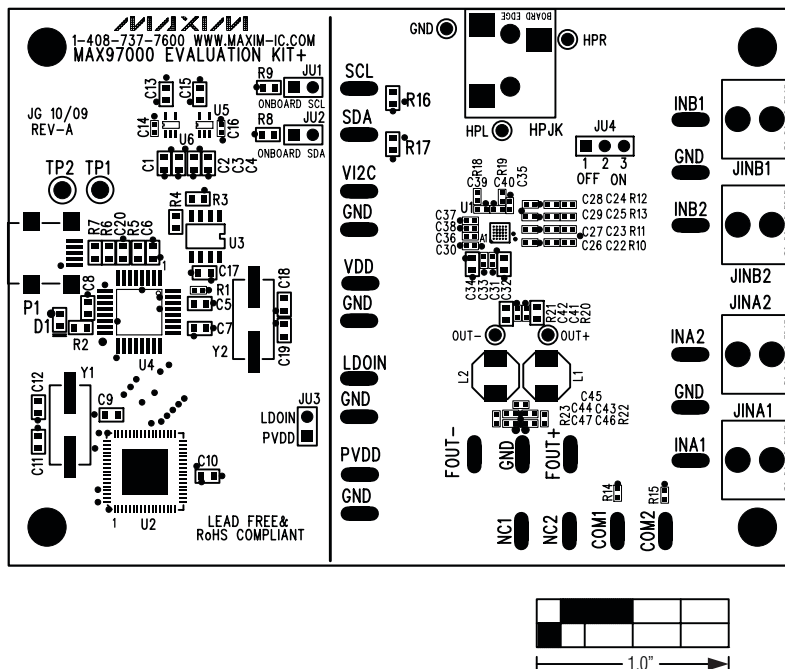 MAXIM
1-408-737-7600 WWW.MAXIM-IC.COM
MAX97000 EVALUATION KIT+
JG 10/09
REV-A
C13
C15
R9
JU1
ONBOARD SCL
R8
JU2
ONBOARD SDA
C14
U5
C16
U6
C1
C2
C3
C4
TP2
TP1
R4
R3
R7
R6
C20
R5
C6
1
U3
C17
P1
D1
C8
R2
R1
C5
C7
U4
Y2
C18
C19
Y1
C12
C11
C9
C10
U2
1
JU3
LDOIN
PVDD
LEAD FREE&
RoHS COMPLIANT
SCL
SDA
VI2C
GND
VDD
GND
LDOIN
GND
PVDD
GND
R16
R17
GND
BOARD
EDGE
HPR
HPL
HPJK
JU4
1 2 3
OFF ON
R18
R19
C39
C40
C35
U1
A1
C37
C38
C36
C30
C28 C24 R12
C29 C25 R13
C27 C23 R11
C26 C22 R10
C34
C33
C31
C32
R21
C42
C41
R20
OUT-
OUT+
L2
L1
C45
C44 C43
C47 C46
R23
R22
FOUT-
GND
FOUT+
R14
R15
NC1
NC2
COM1
COM2
INB1
GND
INB2
INA2
GND
INA1
JINB1
JINB2
JINA2
JINA1
1.0"